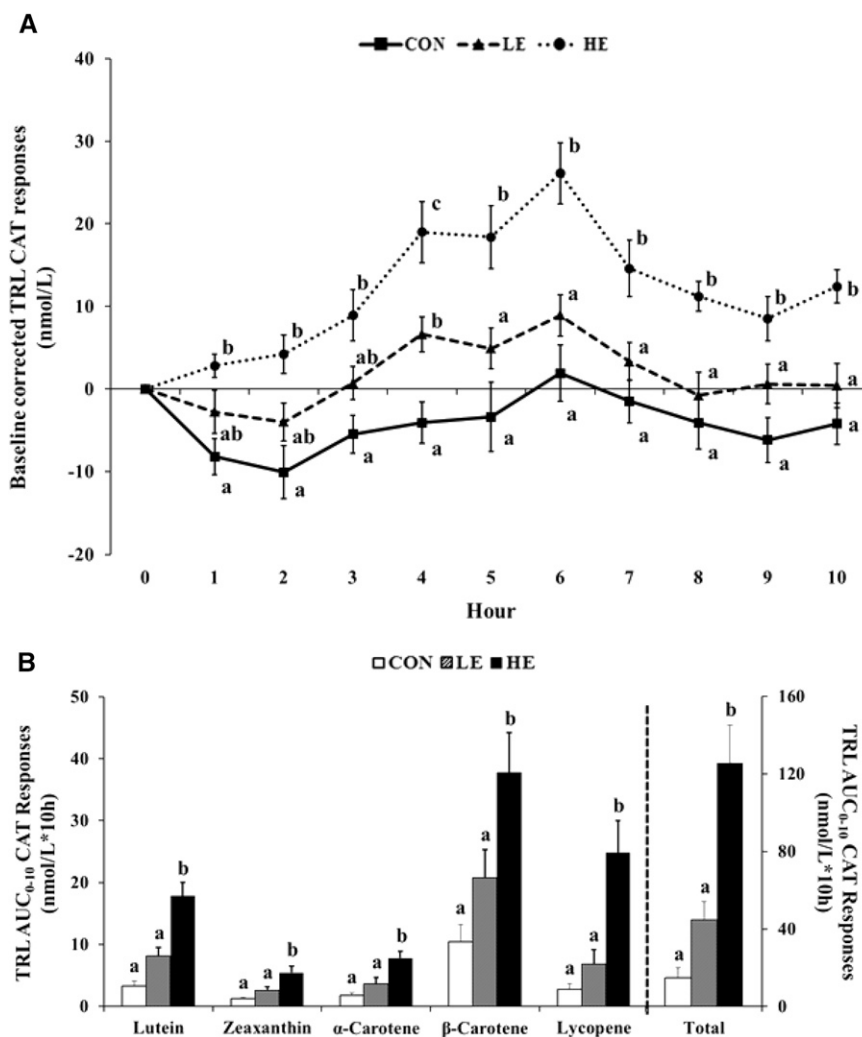 A
CON LE HE
Baseline corrected TRL CAT responses
(nmol/L)
40
30
20
10
0
-10
-20
b b b c b b b b b b
ab ab ab b a a a a a a
a a a a a a a a a a
0 1 2 3 4 5 6 7 8 9 10
Hour
B
CON LE HE
TRL AUC0-10 CAT Responses
(nmol/L*10h)
50
40
30
20
10
0
a a b
a a b
a a b
a a b
a a b
a a b
Lutein Zeaxanthin α-Carotene β-Carotene Lycopene Total
160
120
80
40
0
TRL AUC0-10 CAT Responses
(nmol/L*10h)